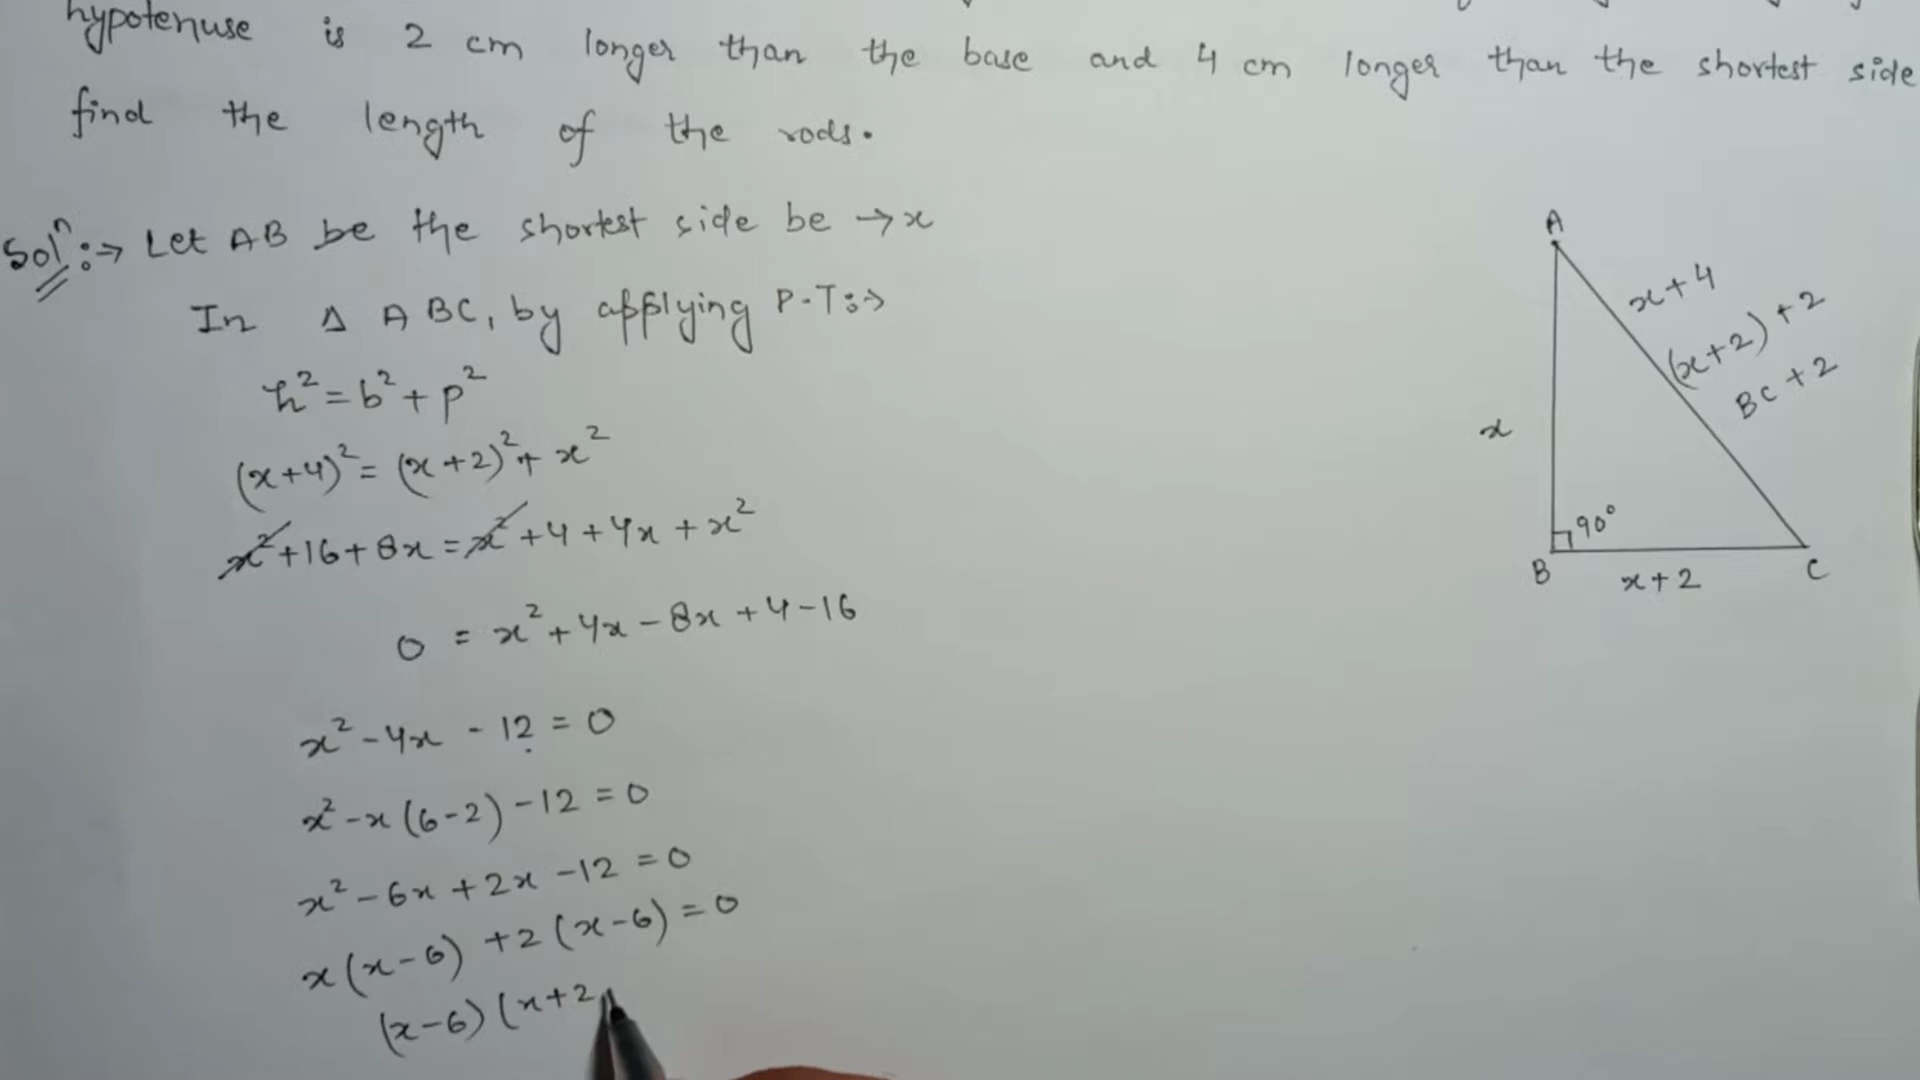 hypotenuse is 2 cm longer than the base and 4 cm longer than the shortest side
find the length of the rods.
Solⁿ:→ Let AB be the shortest side be → x
In Δ ABC, by applying P.T:→
h² = b² + p²
(x+4)² = (x+2)² + x²
x² + 16 + 8x = x² + 4 + 4x + x²
0 = x² + 4x - 8x + 4 - 16
x² - 4x - 12 = 0
x² - x(6-2) - 12 = 0
x² - 6x + 2x - 12 = 0
x(x-6) + 2(x-6) = 0
(x-6)(x+2
A
x+4
(x+2)+2
BC+2
x
90°
B
x+2
C